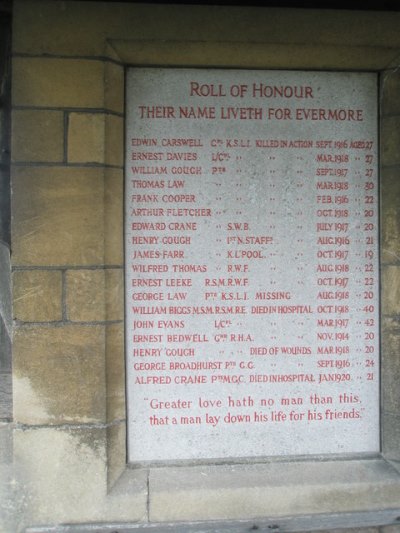 ROLL OF HONOUR
THEIR NAME LIVETH FOR EVERMORE
EDWIN CARSWELL CPL K.S.L.I. KILLED IN ACTION SEPT. 1916 AGED 27
ERNEST DAVIES L/CPL " " " MAR. 1918 " 27
WILLIAM GOUGH PTE " " " SEPT. 1917 " 27
THOMAS LAW " " " " MAR. 1918 " 30
FRANK COOPER " " " " FEB. 1916 " 22
ARTHUR FLETCHER " " " " OCT. 1918 " 20
EDWARD CRANE " S.W.B. " " JULY 1917 " 20
HENRY GOUGH " 1ST N. STAFFS " " AUG. 1916 " 21
JAMES FARR " K. L'POOL. " " OCT. 1917 " 19
WILFRED THOMAS " R.W.F. " " AUG. 1918 " 22
ERNEST LEEKE R.S.M. R.W.F. " " OCT. 1917 " 22
GEORGE LAW PTE K.S.L.I. MISSING AUG. 1918 " 20
WILLIAM BIGGS M.S.M. R.S.M. R.E. DIED IN HOSPITAL OCT. 1918 " 40
JOHN EVANS L/CPL " " " MAR. 1917 " 42
ERNEST BEDWELL GNR R.H.A. " " NOV. 1914 " 20
HENRY GOUGH " " DIED OF WOUNDS MAR. 1918 " 20
GEORGE BROADHURST PTE G.G. " " SEPT. 1916 " 24
ALFRED CRANE PTE M.G.C. DIED IN HOSPITAL JAN. 1920 " 21
"Greater love hath no man than this,
that a man lay down his life for his friends."